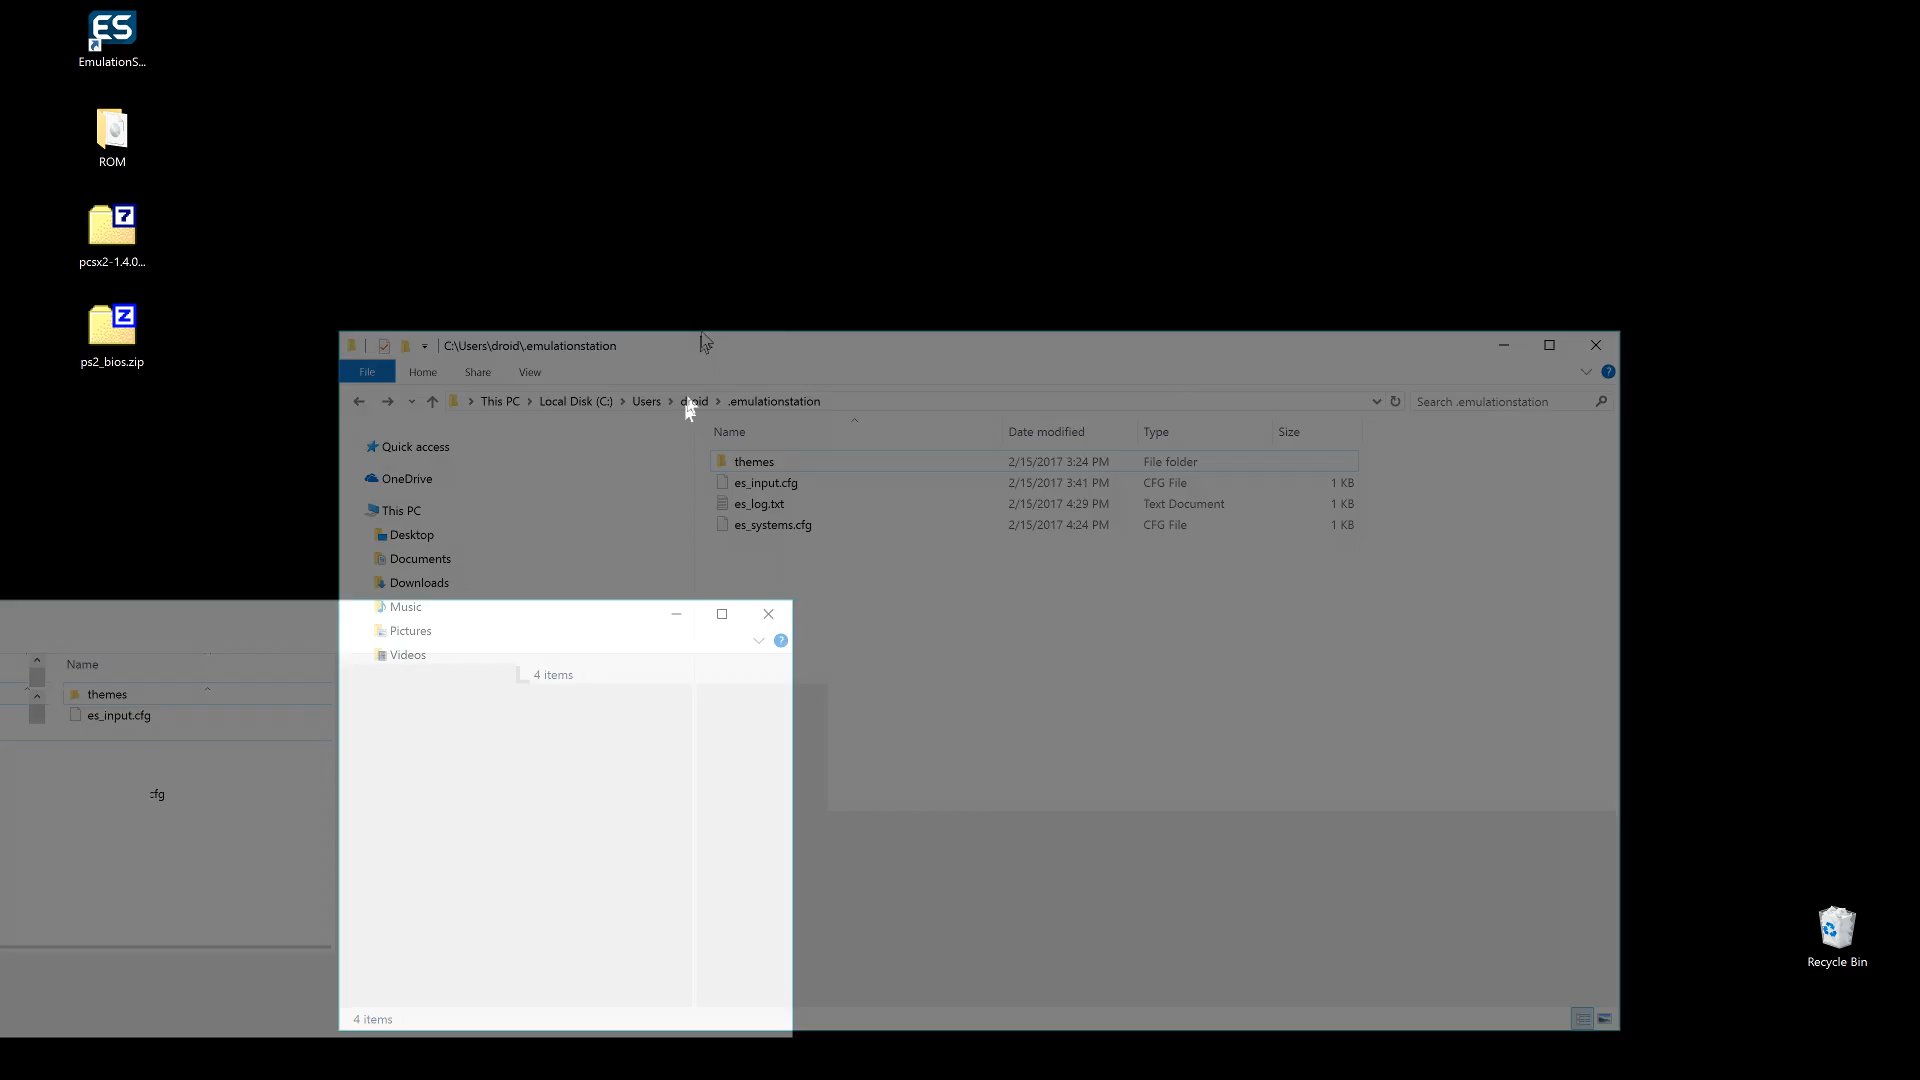 ES
EmulationS...
ROM
7
pcsx2-1.4.0...
Z
ps2_bios.zip
C:\Users\droid\.emulationstation
File Home Share View
This PC > Local Disk (C:) > Users > droid > .emulationstation
Search .emulationstation
Name Date modified Type Size
themes 2/15/2017 3:24 PM File folder
es_input.cfg 2/15/2017 3:41 PM CFG File 1 KB
es_log.txt 2/15/2017 4:29 PM Text Document 1 KB
es_systems.cfg 2/15/2017 4:24 PM CFG File 1 KB
Quick access
OneDrive
This PC
Desktop
Documents
Downloads
Music
Pictures
Videos
4 items
Name
themes
es_input.cfg
cfg
4 items
Recycle Bin